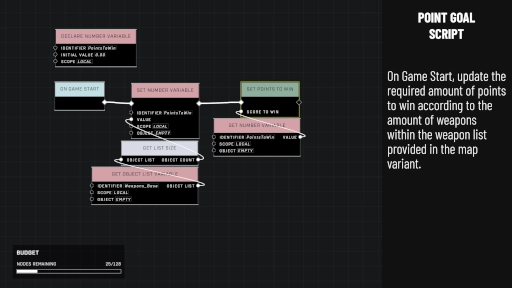 DECLARE NUMBER VARIABLE
IDENTIFIER PointsToWin
INITIAL VALUE 0.00
SCOPE LOCAL
ON GAME START
SET NUMBER VARIABLE
IDENTIFIER PointsToWin
VALUE
SCOPE LOCAL
OBJECT EMPTY
SET POINTS TO WIN
SCORE TO WIN
GET NUMBER VARIABLE
IDENTIFIER PointsToWin VALUE
SCOPE LOCAL
OBJECT EMPTY
GET LIST SIZE
OBJECT LIST OBJECT COUNT
GET OBJECT LIST VARIABLE
IDENTIFIER Weapons_Base OBJECT LIST
SCOPE LOCAL
OBJECT EMPTY
BUDGET
NODES REMAINING 25/128
POINT GOAL
SCRIPT
On Game Start, update the
required amount of points
to win according to the
amount of weapons
within the weapon list
provided in the map
variant.